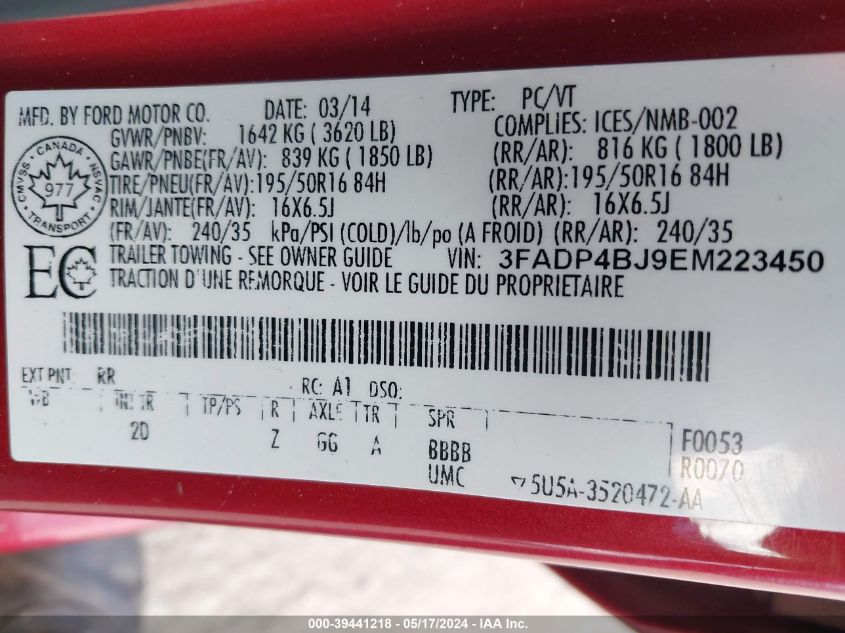 MFD. BY FORD MOTOR CO. DATE: 03/14 TYPE: PC/VT
GVWR/PNBV: 1642 KG ( 3620 LB) COMPLIES: ICES/NMB-002
GAWR/PNBE(FR/AV): 839 KG ( 1850 LB) (RR/AR): 816 KG ( 1800 LB)
TIRE/PNEU(FR/AV): 195/50R16 84H (RR/AR): 195/50R16 84H
RIM/JANTE(FR/AV): 16X6.5J (RR/AR): 16X6.5J
(FR/AV): 240/35 kPa/PSI (COLD)/lb/po (A FROID) (RR/AR): 240/35
TRAILER TOWING - SEE OWNER GUIDE VIN: 3FADP4BJ9EM223450
TRACTION D'UNE REMORQUE - VOIR LE GUIDE DU PROPRIETAIRE
CANADA
CMVSS NSVAC
977
TRANSPORT
EC
EXT PNT: RR RC: A1 DSO:
WB INT TR TP/PS R AXLE TR SPR
2D Z GG A BBBB F0053
UMC R0070
5U5A-3520472-AA
000-39441218 - 05/17/2024 - IAA Inc.